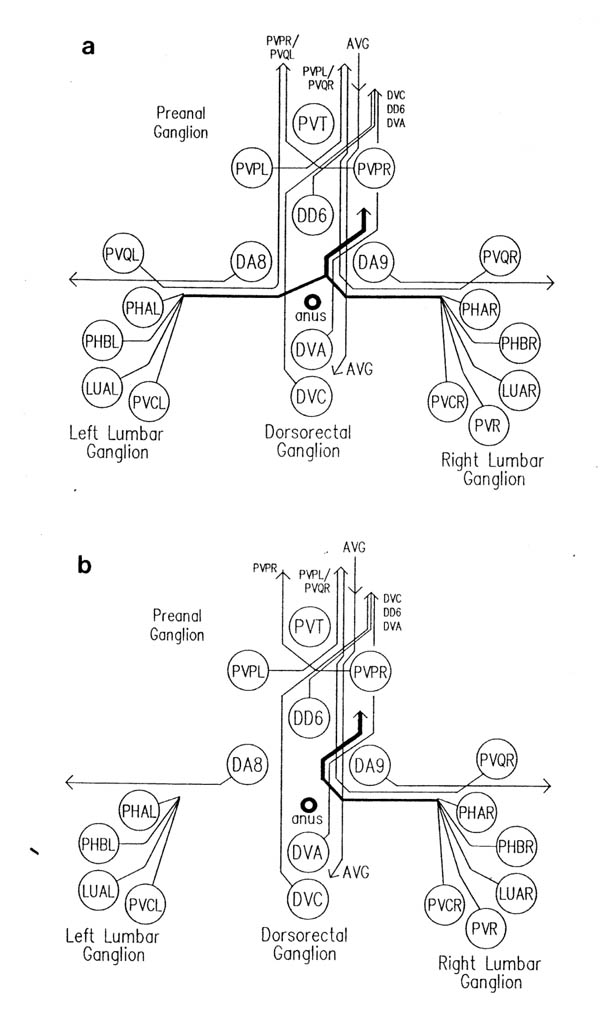 a
PVPR/
PVQL
AVG
PVPL/
PVQR
DVC
DD6
DVA
Preanal
Ganglion
PVT
PVPL
PVPR
DD6
PVQL
DA8
DA9
PVQR
PHAL
anus
PHAR
PHBL
DVA
PHBR
LUAL
AVG
LUAR
PVCL
DVC
PVCR
PVR
Left Lumbar
Ganglion
Dorsorectal
Ganglion
Right Lumbar
Ganglion
b
PVPR
AVG
PVPL/
PVQR
DVC
DD6
DVA
Preanal
Ganglion
PVT
PVPL
PVPR
DD6
DA8
DA9
PVQR
PHAL
anus
PHAR
PHBL
DVA
PHBR
LUAL
AVG
LUAR
PVCL
DVC
PVCR
PVR
Left Lumbar
Ganglion
Dorsorectal
Ganglion
Right Lumbar
Ganglion